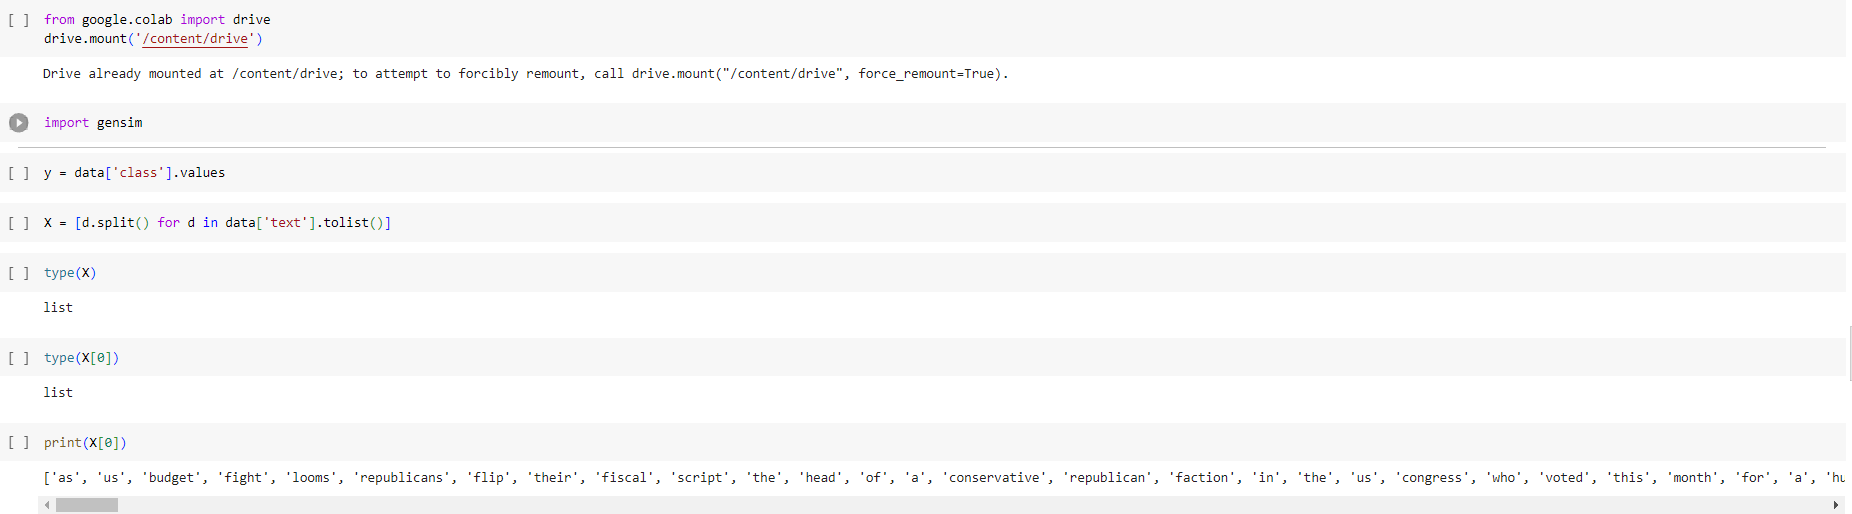 [ ] from google.colab import drive
drive.mount('/content/drive')
Drive already mounted at /content/drive; to attempt to forcibly remount, call drive.mount("/content/drive", force_remount=True).
import gensim
[ ] y = data['class'].values
[ ] X = [d.split() for d in data['text'].tolist()]
[ ] type(X)
list
[ ] type(X[0])
list
[ ] print(X[0])
['as', 'us', 'budget', 'fight', 'looms', 'republicans', 'flip', 'their', 'fiscal', 'script', 'the', 'head', 'of', 'a', 'conservative', 'republican', 'faction', 'in', 'the', 'us', 'congress', 'who', 'voted', 'this', 'month', 'for', 'a',